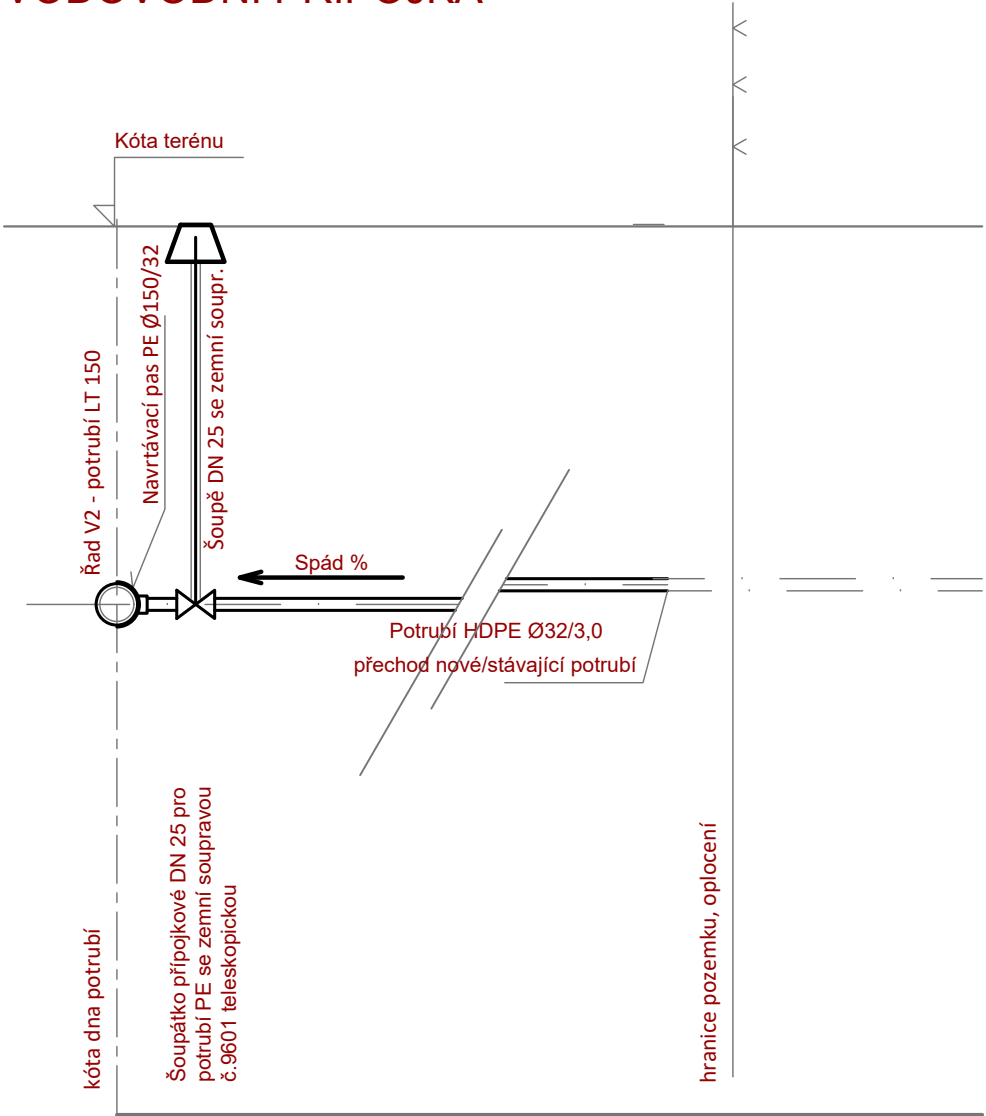 Kóta terénu
Řad V2 - potrubí LT 150
Navrtávací pas PE Ø150/32
Šoupě DN 25 se zemní soupr.
Spád %
Potrubí HDPE Ø32/3,0
přechod nové/stávající potrubí
kóta dna potrubí
Šoupátko přípojkové DN 25 pro
potrubí PE se zemní soupravou
č.9601 teleskopickou
hranice pozemku, oplocení